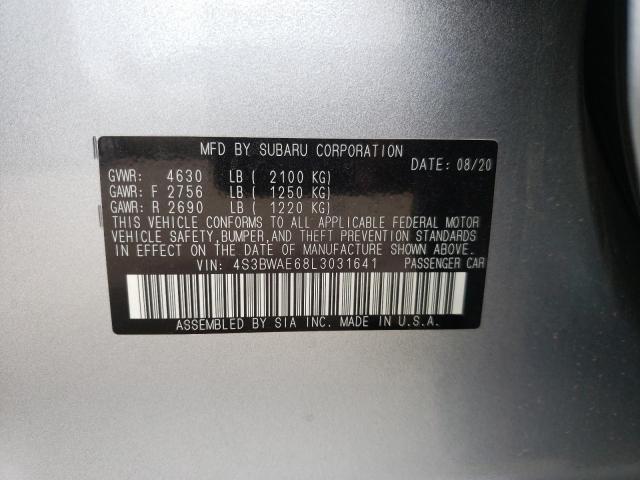 MFD BY SUBARU CORPORATION
DATE: 08/20
GVWR: 4630 LB ( 2100 KG)
GAWR: F 2756 LB ( 1250 KG)
GAWR: R 2690 LB ( 1220 KG)
THIS VEHICLE CONFORMS TO ALL APPLICABLE FEDERAL MOTOR
VEHICLE SAFETY,BUMPER,AND THEFT PREVENTION STANDARDS
IN EFFECT ON THE DATE OF MANUFACTURE SHOWN ABOVE.
VIN: 4S3BWAE68L3031641 PASSENGER CAR
ASSEMBLED BY SIA INC. MADE IN U.S.A.